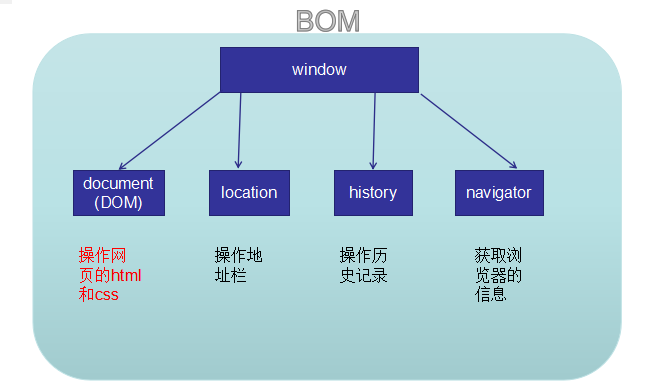 BOM
window
document
(DOM)
location
history
navigator
操作网
页的html
和css
操作地
址栏
操作历
史记录
获取浏
览器的
信息